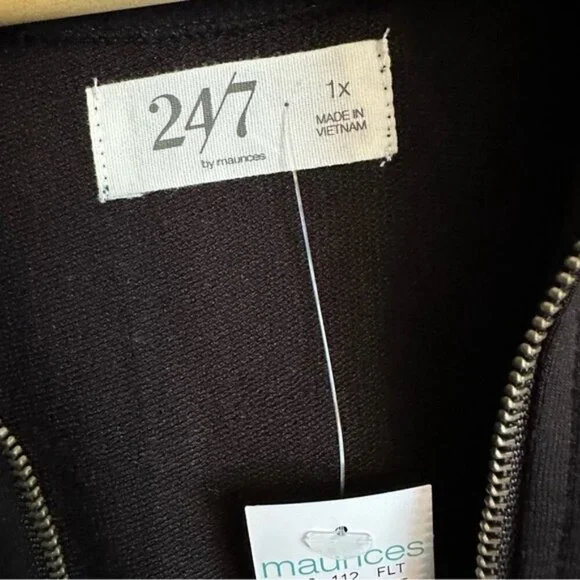 24/7
by maurices
1X
MADE IN
VIETNAM
maurices
112 FLT